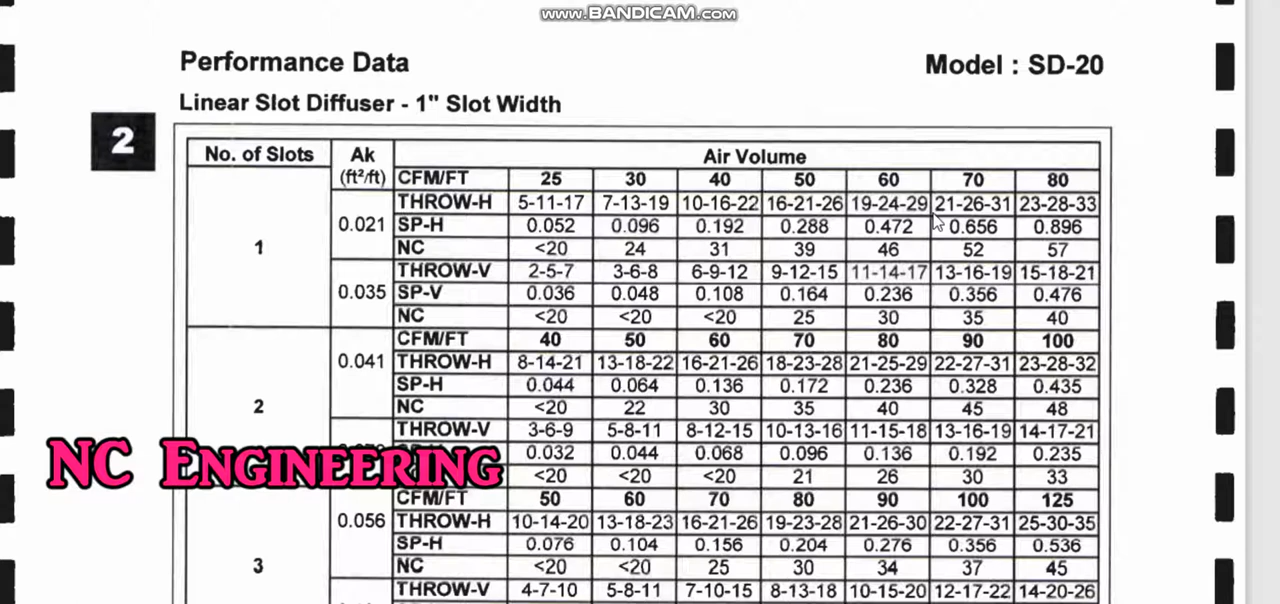 www.BANDICAM.com
Performance Data
Model : SD-20
Linear Slot Diffuser - 1" Slot Width
2
No. of Slots Ak (ft²/ft) Air Volume
CFM/FT 25 30 40 50 60 70 80
1 0.021 THROW-H 5-11-17 7-13-19 10-16-22 16-21-26 19-24-29 21-26-31 23-28-33
SP-H 0.052 0.096 0.192 0.288 0.472 0.656 0.896
NC <20 24 31 39 46 52 57
0.035 THROW-V 2-5-7 3-6-8 6-9-12 9-12-15 11-14-17 13-16-19 15-18-21
SP-V 0.036 0.048 0.108 0.164 0.236 0.356 0.476
NC <20 <20 <20 25 30 35 40
CFM/FT 40 50 60 70 80 90 100
2 0.041 THROW-H 8-14-21 13-18-22 16-21-26 18-23-28 21-25-29 22-27-31 23-28-32
SP-H 0.044 0.064 0.136 0.172 0.236 0.328 0.435
NC <20 22 30 35 40 45 48
THROW-V 3-6-9 5-8-11 8-12-15 10-13-16 11-15-18 13-16-19 14-17-21
0.032 0.044 0.068 0.096 0.136 0.192 0.235
NC Engineering
<20 <20 <20 21 26 30 33
CFM/FT 50 60 70 80 90 100 125
3 0.056 THROW-H 10-14-20 13-18-23 16-21-26 19-23-28 21-26-30 22-27-31 25-30-35
SP-H 0.076 0.104 0.156 0.204 0.276 0.356 0.536
NC <20 <20 25 30 34 37 45
THROW-V 4-7-10 5-8-11 7-10-15 8-13-18 10-15-20 12-17-22 14-20-26